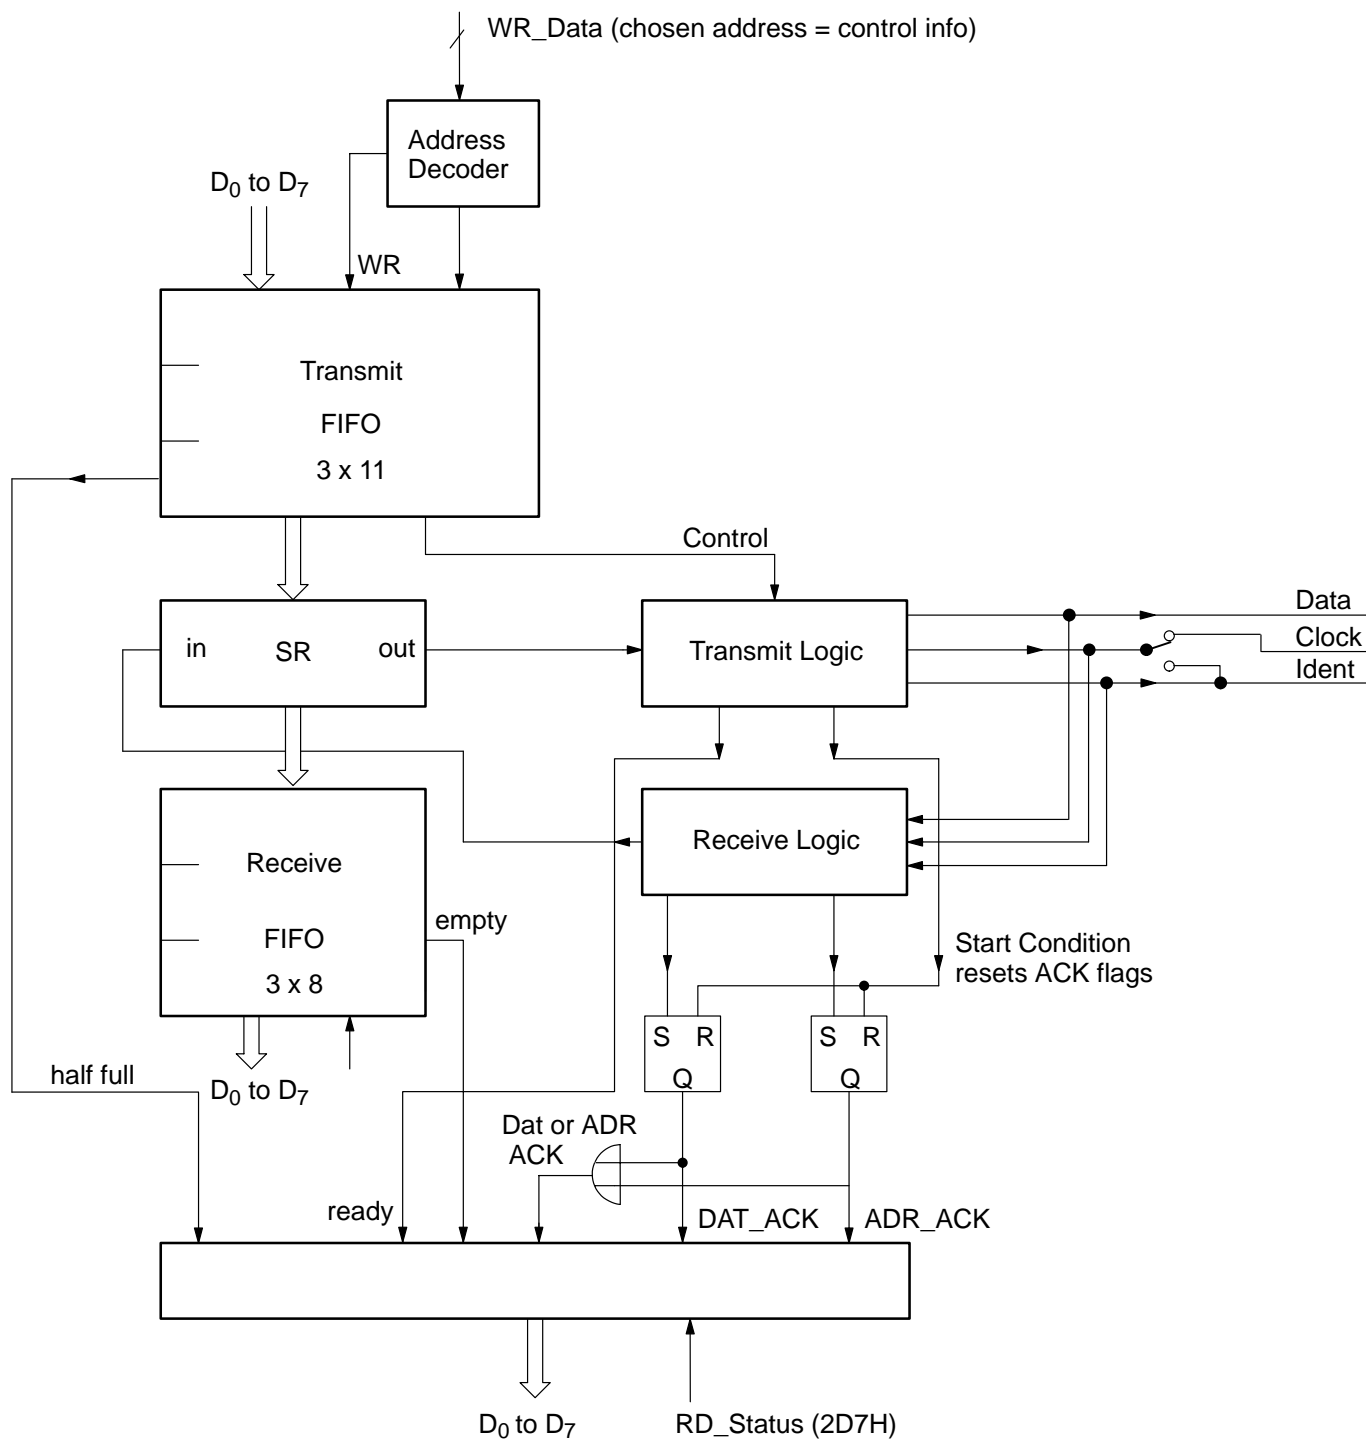 WR_Data (chosen address = control info)
Address
Decoder
D0 to D7
WR
Transmit
FIFO
3 x 11
Control
in
SR
out
Transmit Logic
Data
Clock
Ident
Receive
FIFO
3 x 8
empty
Receive Logic
Start Condition
resets ACK flags
S R
Q
S R
Q
half full
D0 to D7
Dat or ADR
ACK
ready
DAT_ACK
ADR_ACK
D0 to D7
RD_Status (2D7H)